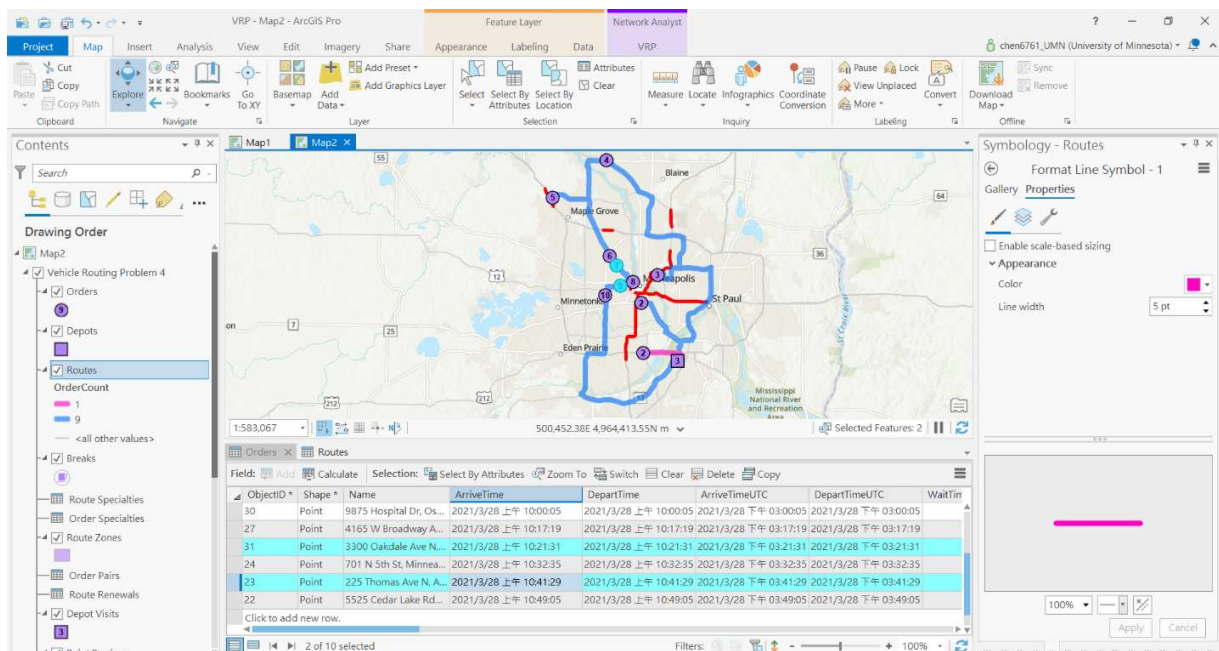 VRP - Map2 - ArcGIS Pro
Feature Layer
Network Analyst
?
Project Map Insert Analysis View Edit Imagery Share Appearance Labeling Data VRP
chen6761_UMN (University of Minnesota)
Paste
Cut
Copy
Copy Path
Clipboard
Explore
Bookmarks
Go To XY
Navigate
Basemap
Add Data
Add Preset
Add Graphics Layer
Layer
Select
Select By Attributes
Select By Location
Attributes
Clear
Selection
Measure
Locate
Infographics
Coordinate Conversion
Inquiry
Pause
Lock
View Unplaced
More
Convert
Labeling
Download Map
Sync
Remove
Offline
Contents
Search
Drawing Order
Map2
Vehicle Routing Problem 4
Orders
9
Depots
Routes
OrderCount
1
9
<all other values>
Breaks
Route Specialties
Order Specialties
Route Zones
Order Pairs
Route Renewals
Depot Visits
3
Map1 Map2
55
4
Blaine
5
64
Maple Grove
36
6
12
3
8
10
Minnetonka
2
St Paul
7
25
Eden Prairie
2
3
212
212
Mississippi
National River
and Recreation
Area
1:583,067
500,452.38E 4,964,413.55N m
Selected Features: 2
Orders Routes
Field: Add Calculate Selection: Select By Attributes Zoom To Switch Clear Delete Copy
ObjectID * Shape * Name ArriveTime DepartTime ArriveTimeUTC DepartTimeUTC WaitTim
30 Point 9875 Hospital Dr, Os... 2021/3/28 上午 10:00:05 2021/3/28 上午 10:00:05 2021/3/28 下午 03:00:05 2021/3/28 下午 03:00:05
27 Point 4165 W Broadway A... 2021/3/28 上午 10:17:19 2021/3/28 上午 10:17:19 2021/3/28 下午 03:17:19 2021/3/28 下午 03:17:19
31 Point 3300 Oakdale Ave N,... 2021/3/28 上午 10:21:31 2021/3/28 上午 10:21:31 2021/3/28 下午 03:21:31 2021/3/28 下午 03:21:31
24 Point 701 N 5th St, Minnea... 2021/3/28 上午 10:32:35 2021/3/28 上午 10:32:35 2021/3/28 下午 03:32:35 2021/3/28 下午 03:32:35
23 Point 225 Thomas Ave N, A... 2021/3/28 上午 10:41:29 2021/3/28 上午 10:41:29 2021/3/28 下午 03:41:29 2021/3/28 下午 03:41:29
22 Point 5525 Cedar Lake Rd... 2021/3/28 上午 10:49:05 2021/3/28 上午 10:49:05 2021/3/28 下午 03:49:05 2021/3/28 下午 03:49:05
Click to add new row.
2 of 10 selected
Filters:
100%
Symbology - Routes
Format Line Symbol - 1
Gallery Properties
Enable scale-based sizing
Appearance
Color
Line width 5 pt
100%
Apply Cancel